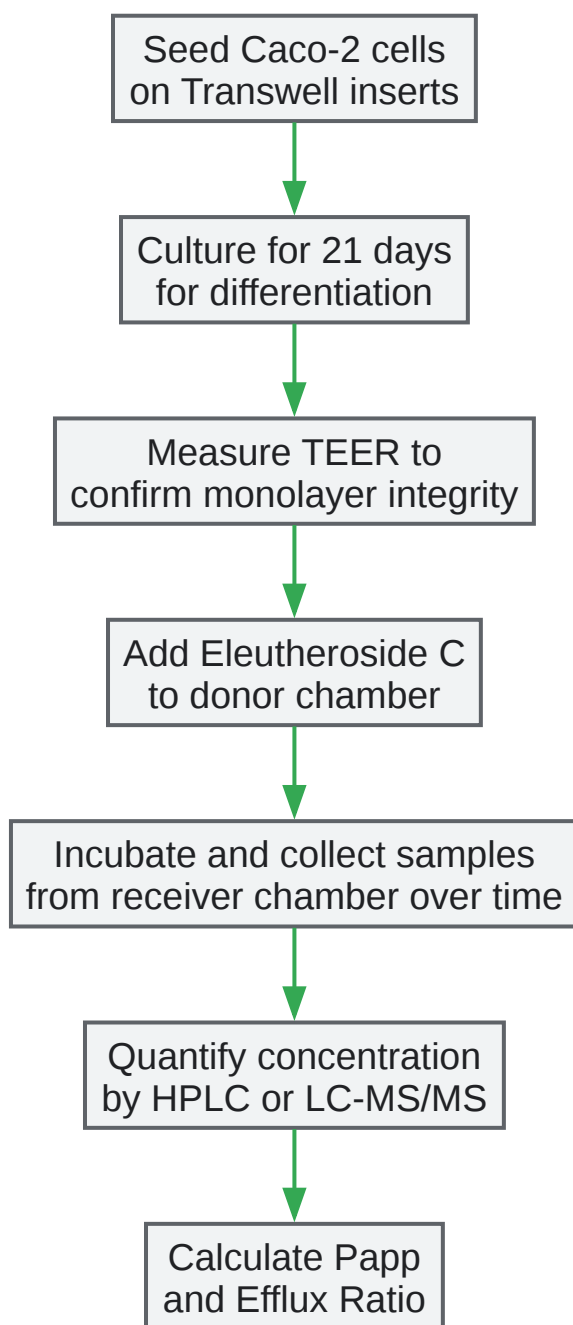 Seed Caco-2 cells
on Transwell inserts
Culture for 21 days
for differentiation
Measure TEER to
confirm monolayer integrity
Add Eleutheroside C
to donor chamber
Incubate and collect samples
from receiver chamber over time
Quantify concentration
by HPLC or LC-MS/MS
Calculate Papp
and Efflux Ratio